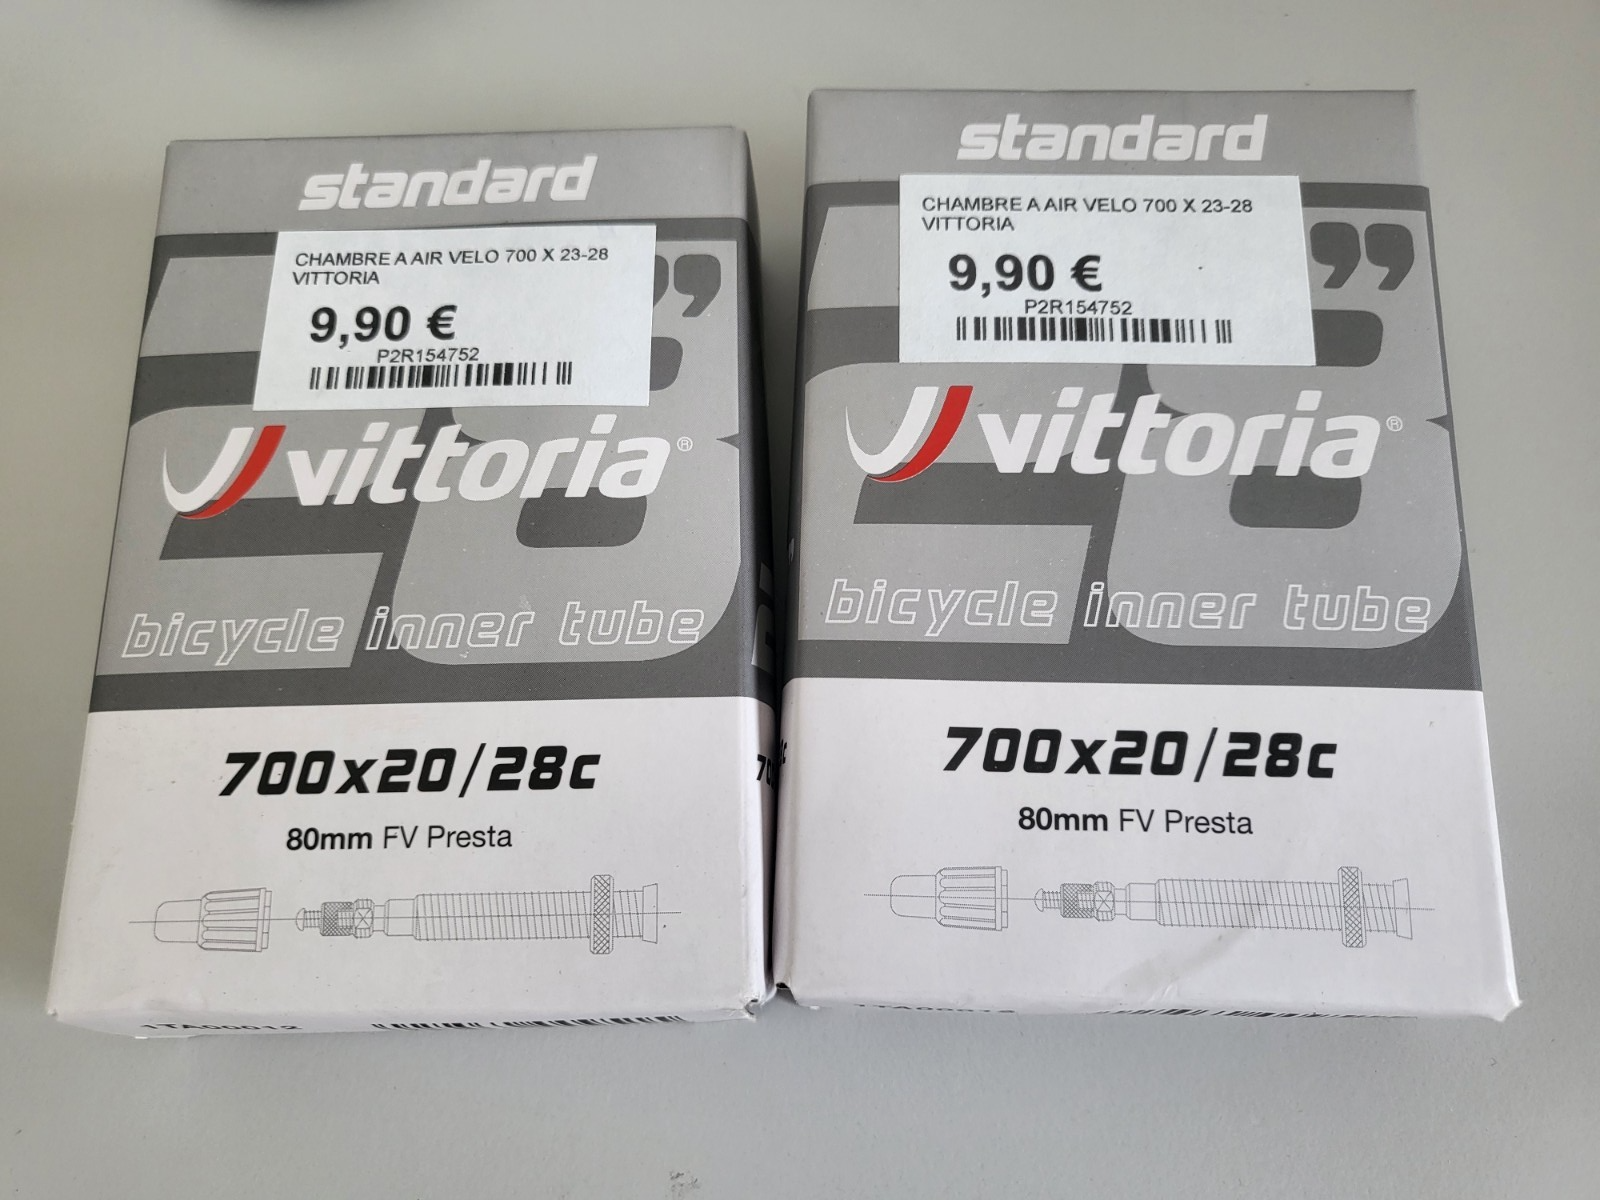 standard
CHAMBRE A AIR VELO 700 X 23-28
VITTORIA
9,90 €
P2R154752
vittoria®
bicycle inner tube
700x20/28c
80mm FV Presta
1TA00012
standard
CHAMBRE A AIR VELO 700 X 23-28
VITTORIA
9,90 €
P2R154752
vittoria®
bicycle inner tube
700x20/28c
80mm FV Presta